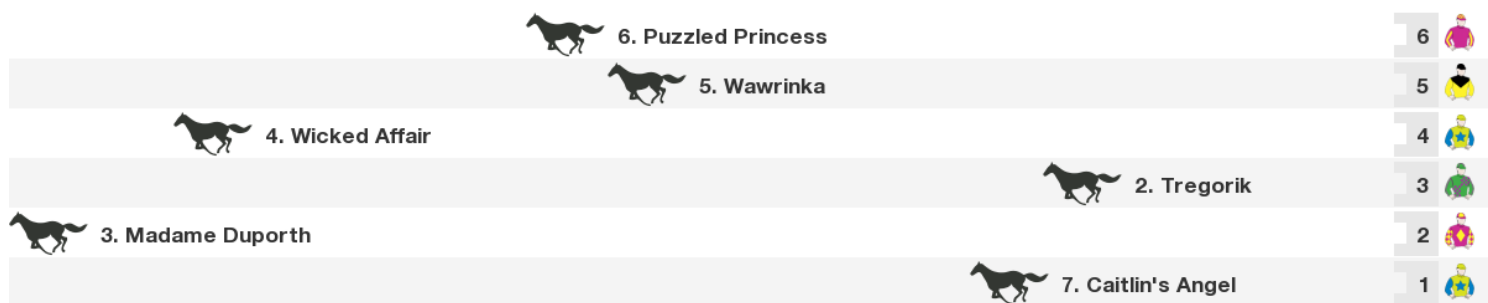 6. Puzzled Princess 6
5. Wawrinka 5
4. Wicked Affair 4
2. Tregorik 3
3. Madame Duporth 2
7. Caitlin's Angel 1